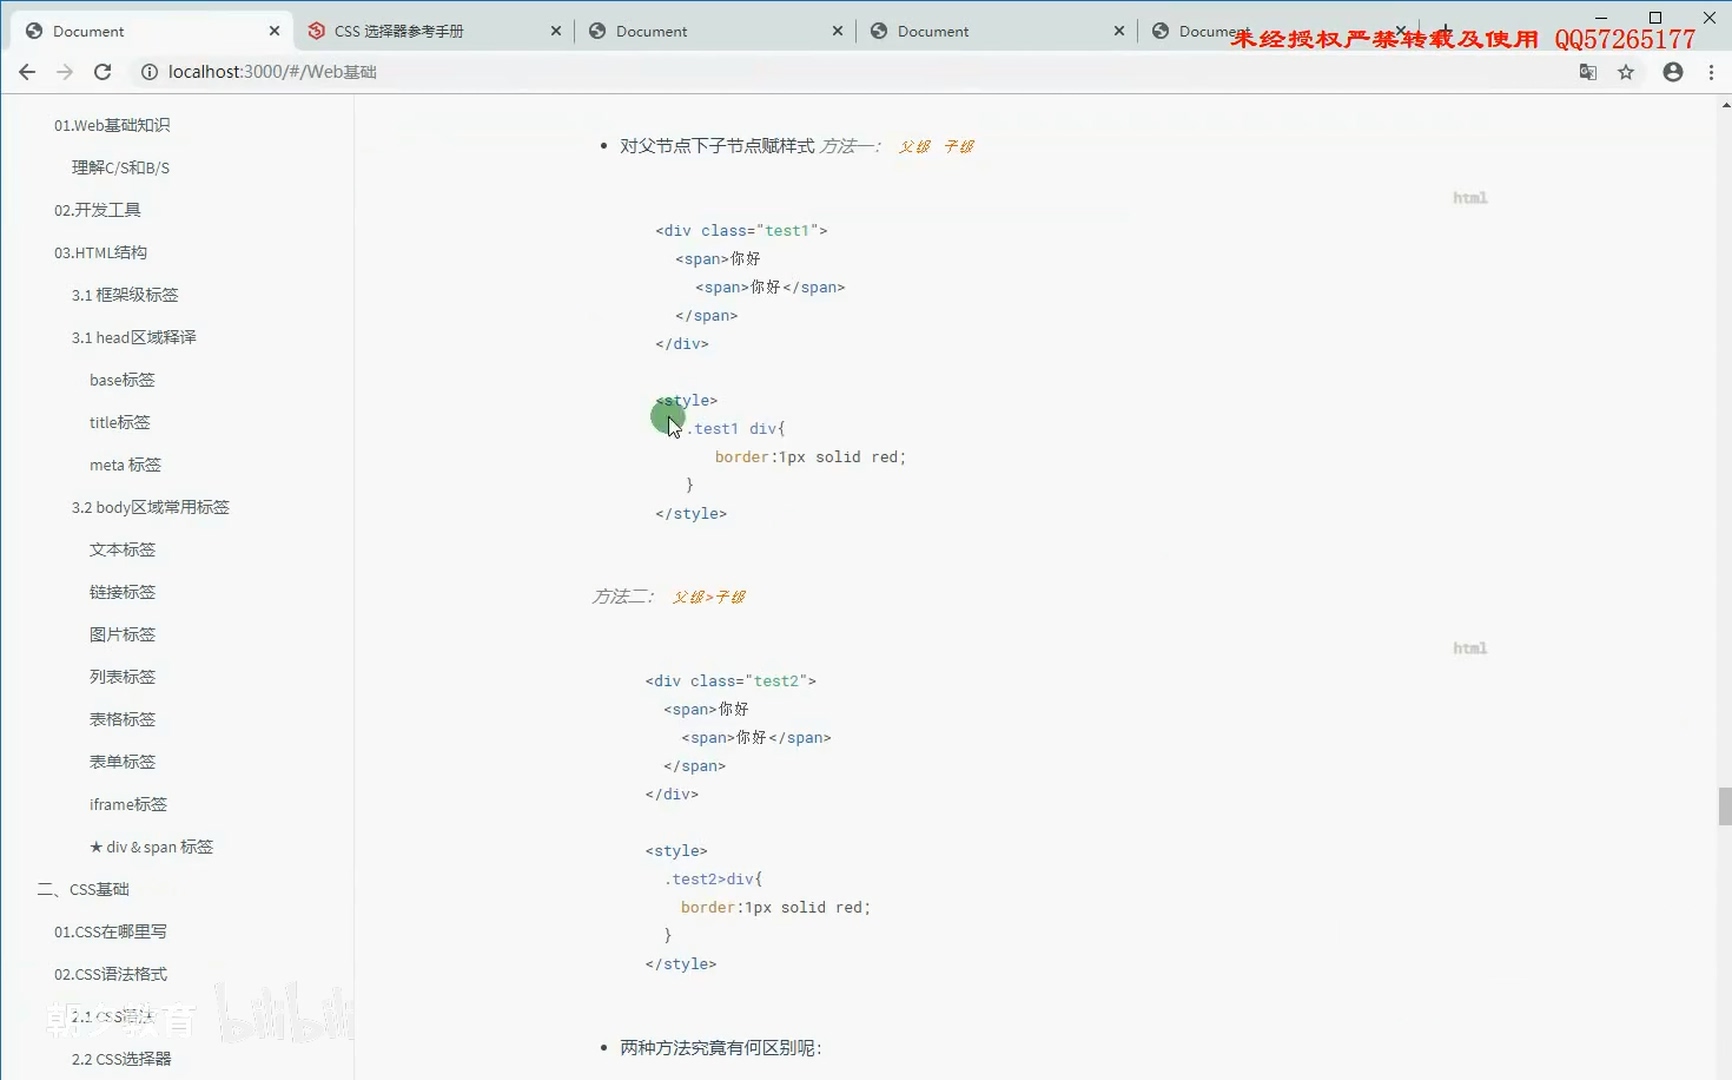 Document
CSS 选择器参考手册
Document
Document
Docum
未经授权严禁转载及使用 QQ57265177
localhost:3000/#/Web基础
01.Web基础知识
理解C/S和B/S
02.开发工具
03.HTML结构
3.1 框架级标签
3.1 head区域释译
base标签
title标签
meta 标签
3.2 body区域常用标签
文本标签
链接标签
图片标签
列表标签
表格标签
表单标签
iframe标签
★ div & span 标签
二、CSS基础
01.CSS在哪里写
02.CSS语法格式
2.1 CSS语法
朝夕教育 bilibili
2.2 CSS选择器
• 对父节点下子节点赋样式 方法一： 父级 子级
html
<div class="test1">
<span>你好
<span>你好</span>
</span>
</div>
<style>
.test1 div{
border:1px solid red;
}
</style>
方法二： 父级>子级
html
<div class="test2">
<span>你好
<span>你好</span>
</span>
</div>
<style>
.test2>div{
border:1px solid red;
}
</style>
• 两种方法究竟有何区别呢：